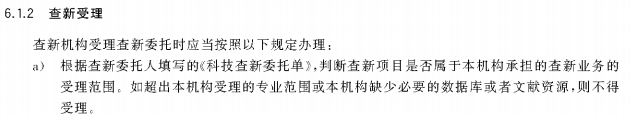 6.1.2 查新受理
查新机构受理查新委托时应当按照以下规定办理：
a） 根据查新委托人填写的《科技查新委托单》，判断查新项目是否属于本机构承担的查新业务的
受理范围。如超出本机构受理的专业范围或本机构缺少必要的数据库或者文献资源，则不得
受理。